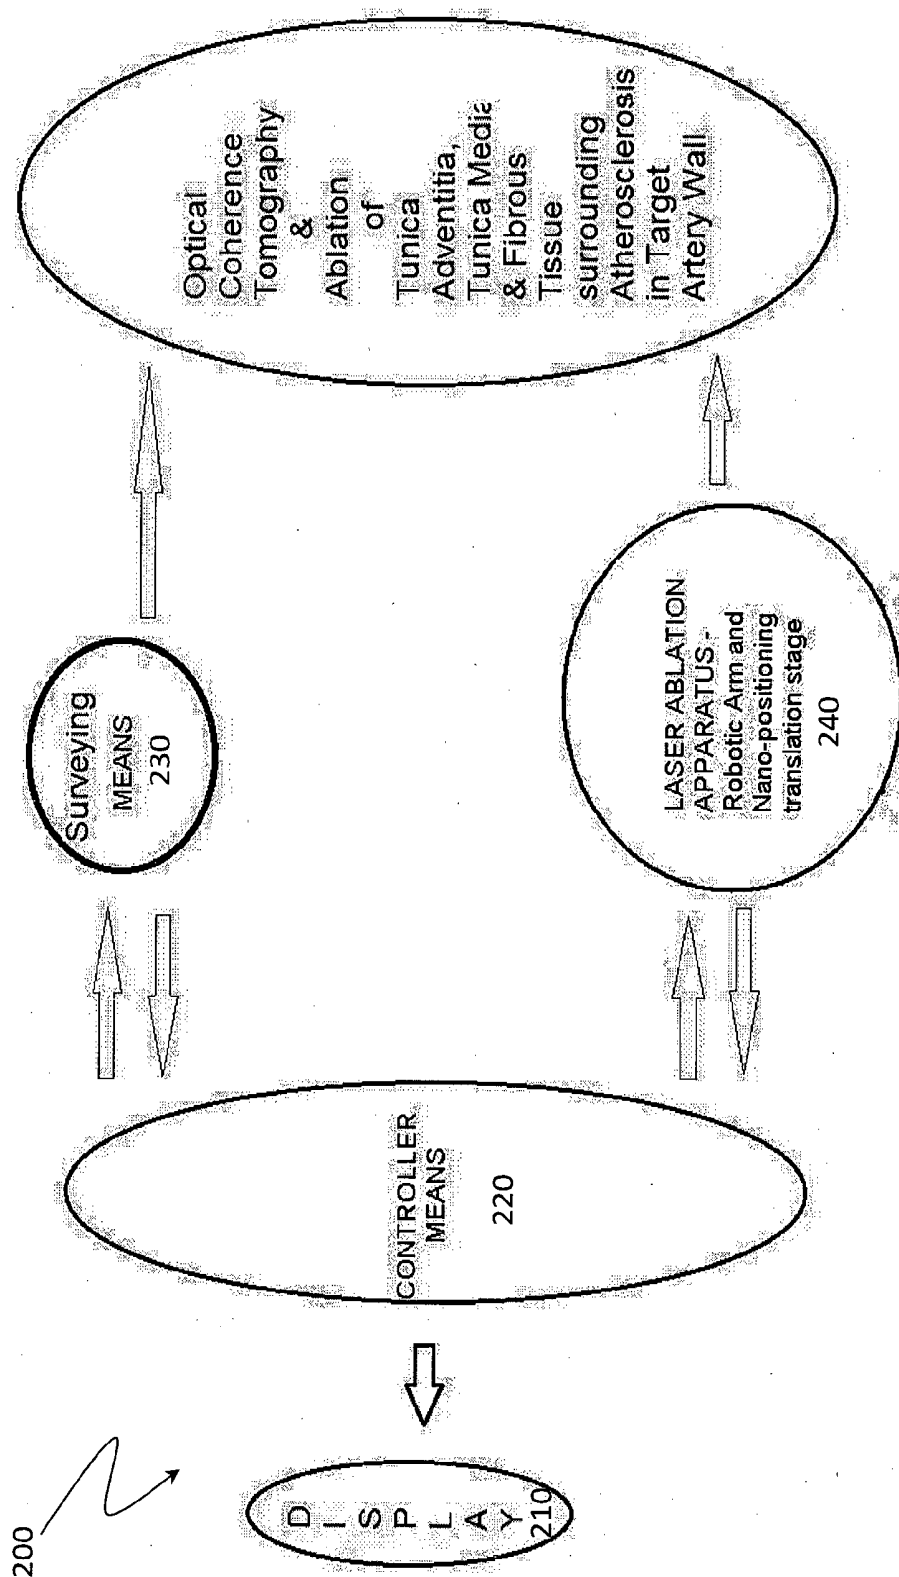 200
D
I
S
P
L
A
Y
210
CONTROLLER
MEANS
220
Surveying
MEANS
230
LASER ABLATION
APPARATUS -
Robotic Arm and
Nano-positioning
translation stage
240
Optical
Coherence
Tomography
&
Ablation
of
Tunica
Adventitia,
Tunica Media
& Fibrous
Tissue
surrounding
Atherosclerosis
in Target
Artery Wall